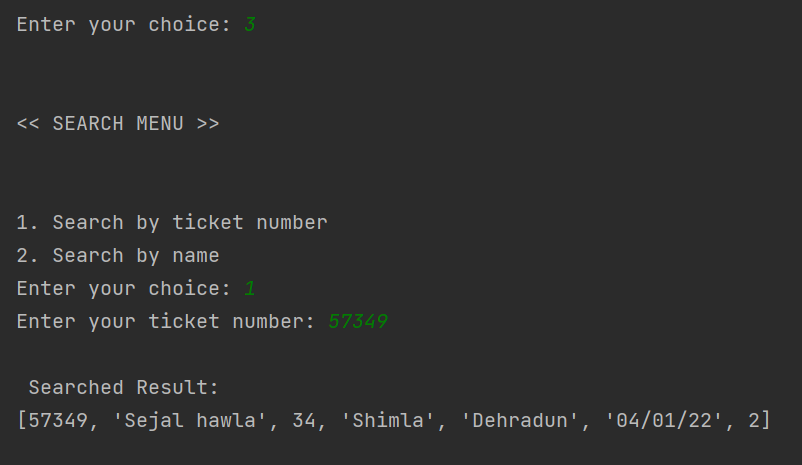 Enter your choice: 3
<< SEARCH MENU >>
1. Search by ticket number
2. Search by name
Enter your choice: 1
Enter your ticket number: 57349
Searched Result:
[57349, 'Sejal hawla', 34, 'Shimla', 'Dehradun', '04/01/22', 2]